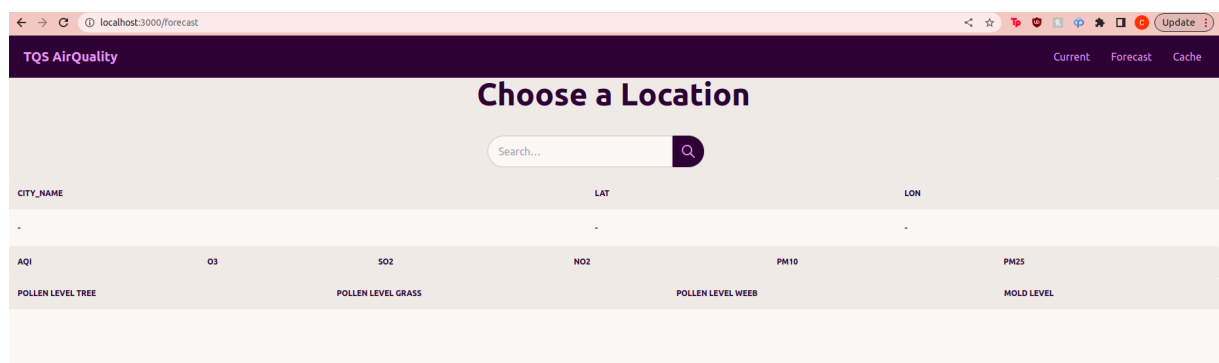 localhost:3000/forecast
Update
TQS AirQuality
Current Forecast Cache
Choose a Location
Search...
CITY_NAME LAT LON
- - -
AQI O3 SO2 NO2 PM10 PM25
POLLEN LEVEL TREE POLLEN LEVEL GRASS POLLEN LEVEL WEEB MOLD LEVEL